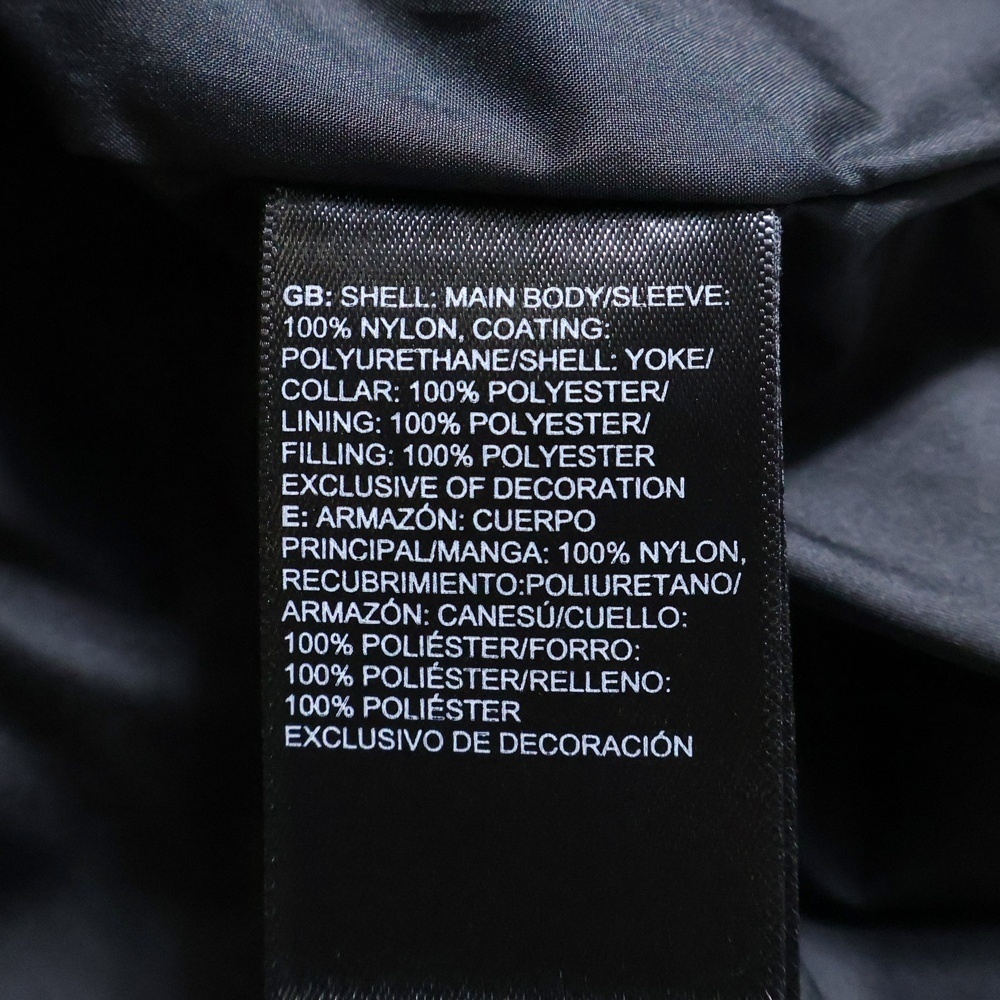 GB: SHELL: MAIN BODY/SLEEVE:
100% NYLON, COATING:
POLYURETHANE/SHELL: YOKE/
COLLAR: 100% POLYESTER/
LINING: 100% POLYESTER/
FILLING: 100% POLYESTER
EXCLUSIVE OF DECORATION
E: ARMAZÓN: CUERPO
PRINCIPAL/MANGA: 100% NYLON,
RECUBRIMIENTO:POLIURETANO/
ARMAZÓN: CANESÚ/CUELLO:
100% POLIÉSTER/FORRO:
100% POLIÉSTER/RELLENO:
100% POLIÉSTER
EXCLUSIVO DE DECORACIÓN